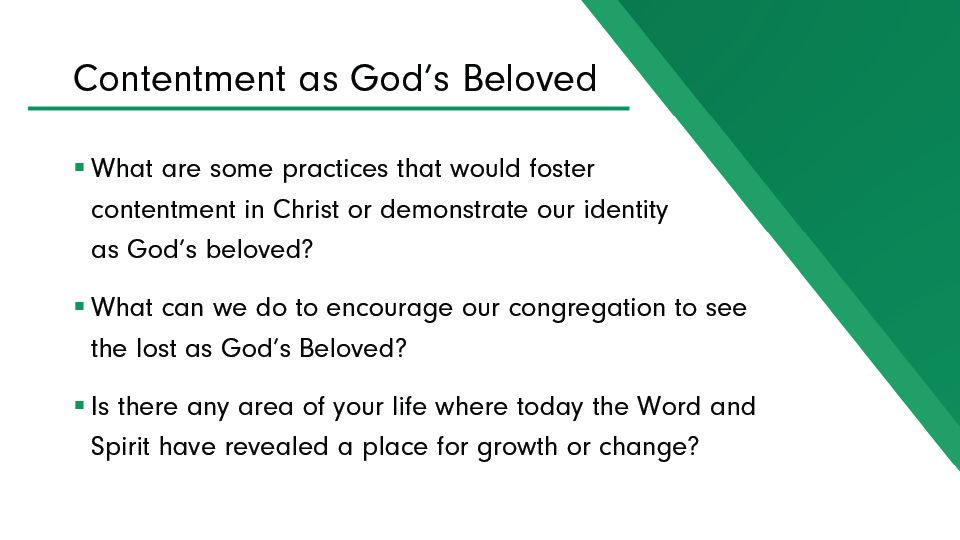 Contentment as God's Beloved
▪ What are some practices that would foster
contentment in Christ or demonstrate our identity
as God's beloved?
▪ What can we do to encourage our congregation to see
the lost as God's Beloved?
▪ Is there any area of your life where today the Word and
Spirit have revealed a place for growth or change?